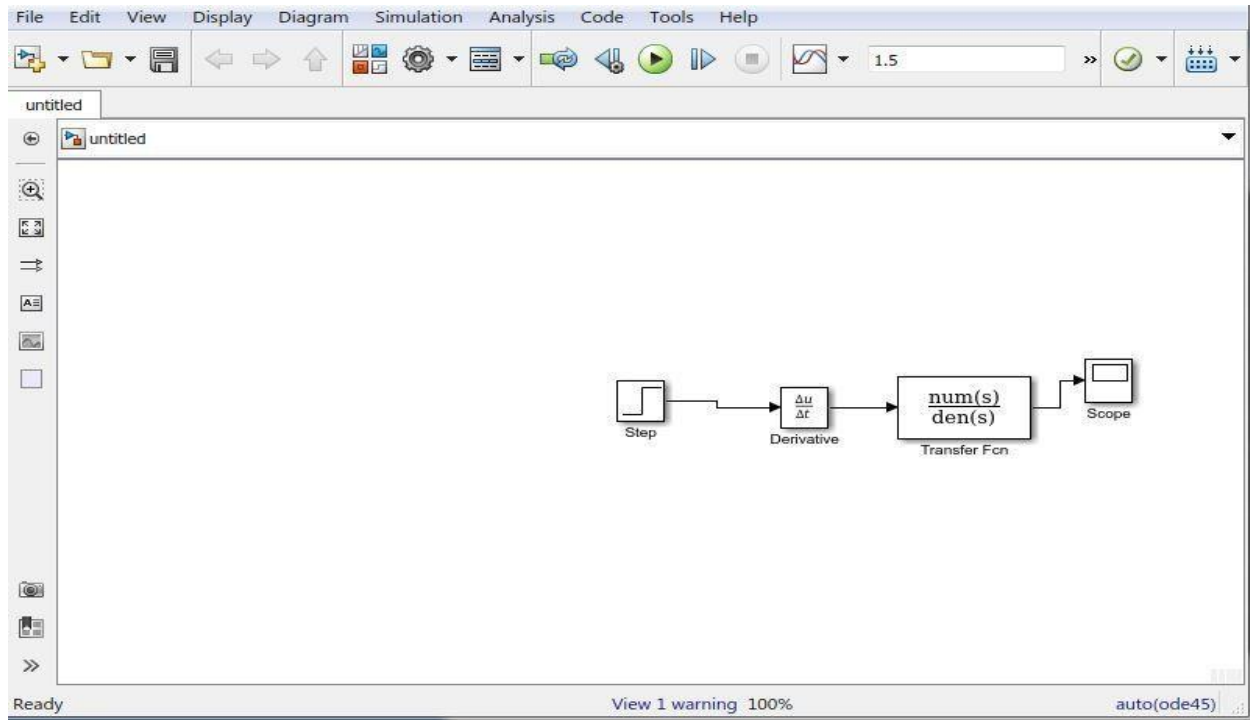 File Edit View Display Diagram Simulation Analysis Code Tools Help
1.5 »
untitled
untitled
A
Δu
Δt
num(s)
den(s)
Step
Derivative
Transfer Fcn
Scope
»
Ready View 1 warning 100% auto(ode45)